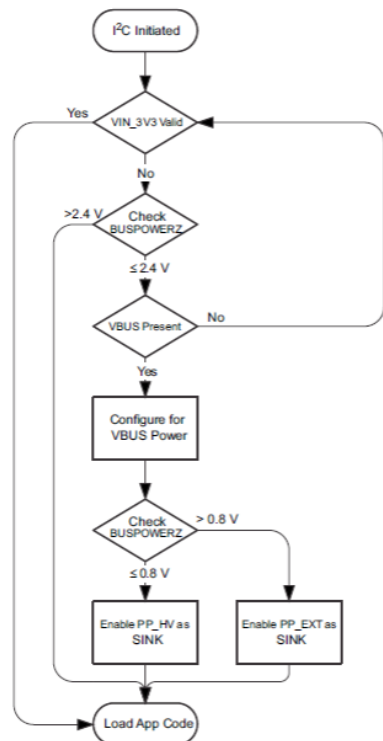 I²C Initiated
Yes
VIN_3V3 Valid
No
>2.4 V
Check
BUSPOWERZ
≤ 2.4 V
VBUS Present
No
Yes
Configure for
VBUS Power
Check
BUSPOWERZ
> 0.8 V
≤ 0.8 V
Enable PP_HV as
SINK
Enable PP_EXT as
SINK
Load App Code